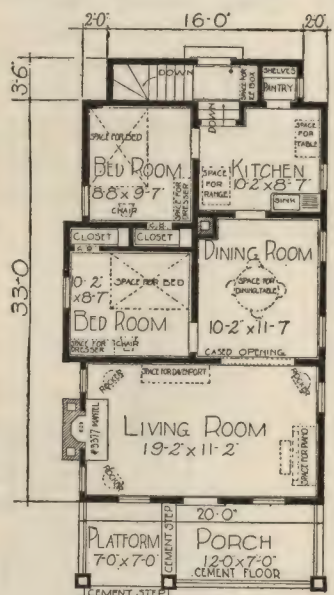 2'0"
16'-0"
20"
3'-6"
33'-0
DOWN
SPACE FOR
ICE BOX
SHELVES
PANTRY
DOWN
SPACE FOR BED
BED ROOM
8'8 x 9'-7"
CHAIR
SPACE FOR
DRESSER
KITCHEN
10'-2 x 8'-7"
SPACE
FOR
TABLE
SPACE
FOR
RANGE
SINK
CLOSET
CLOSET
10'-2"
x 8'-7
SPACE FOR BED
BED ROOM
SPACE FOR
DRESSER
CHAIR
DINING ROOM
SPACE FOR
DINING TABLE
10'-2" x 11'-7
CASED OPENING
ROCKER
SPACE FOR DAVENPORT
ROCKER
LIVING ROOM
19'-2" x 11'-2"
MANTEL
ROCKER
SPACE FOR PIANO
20'-0"
CEMENT STEP
PLATFORM
7'-0" x 7'-0"
PORCH
12'-0" x 7'-0"
CEMENT FLOOR
CEMENT STEP